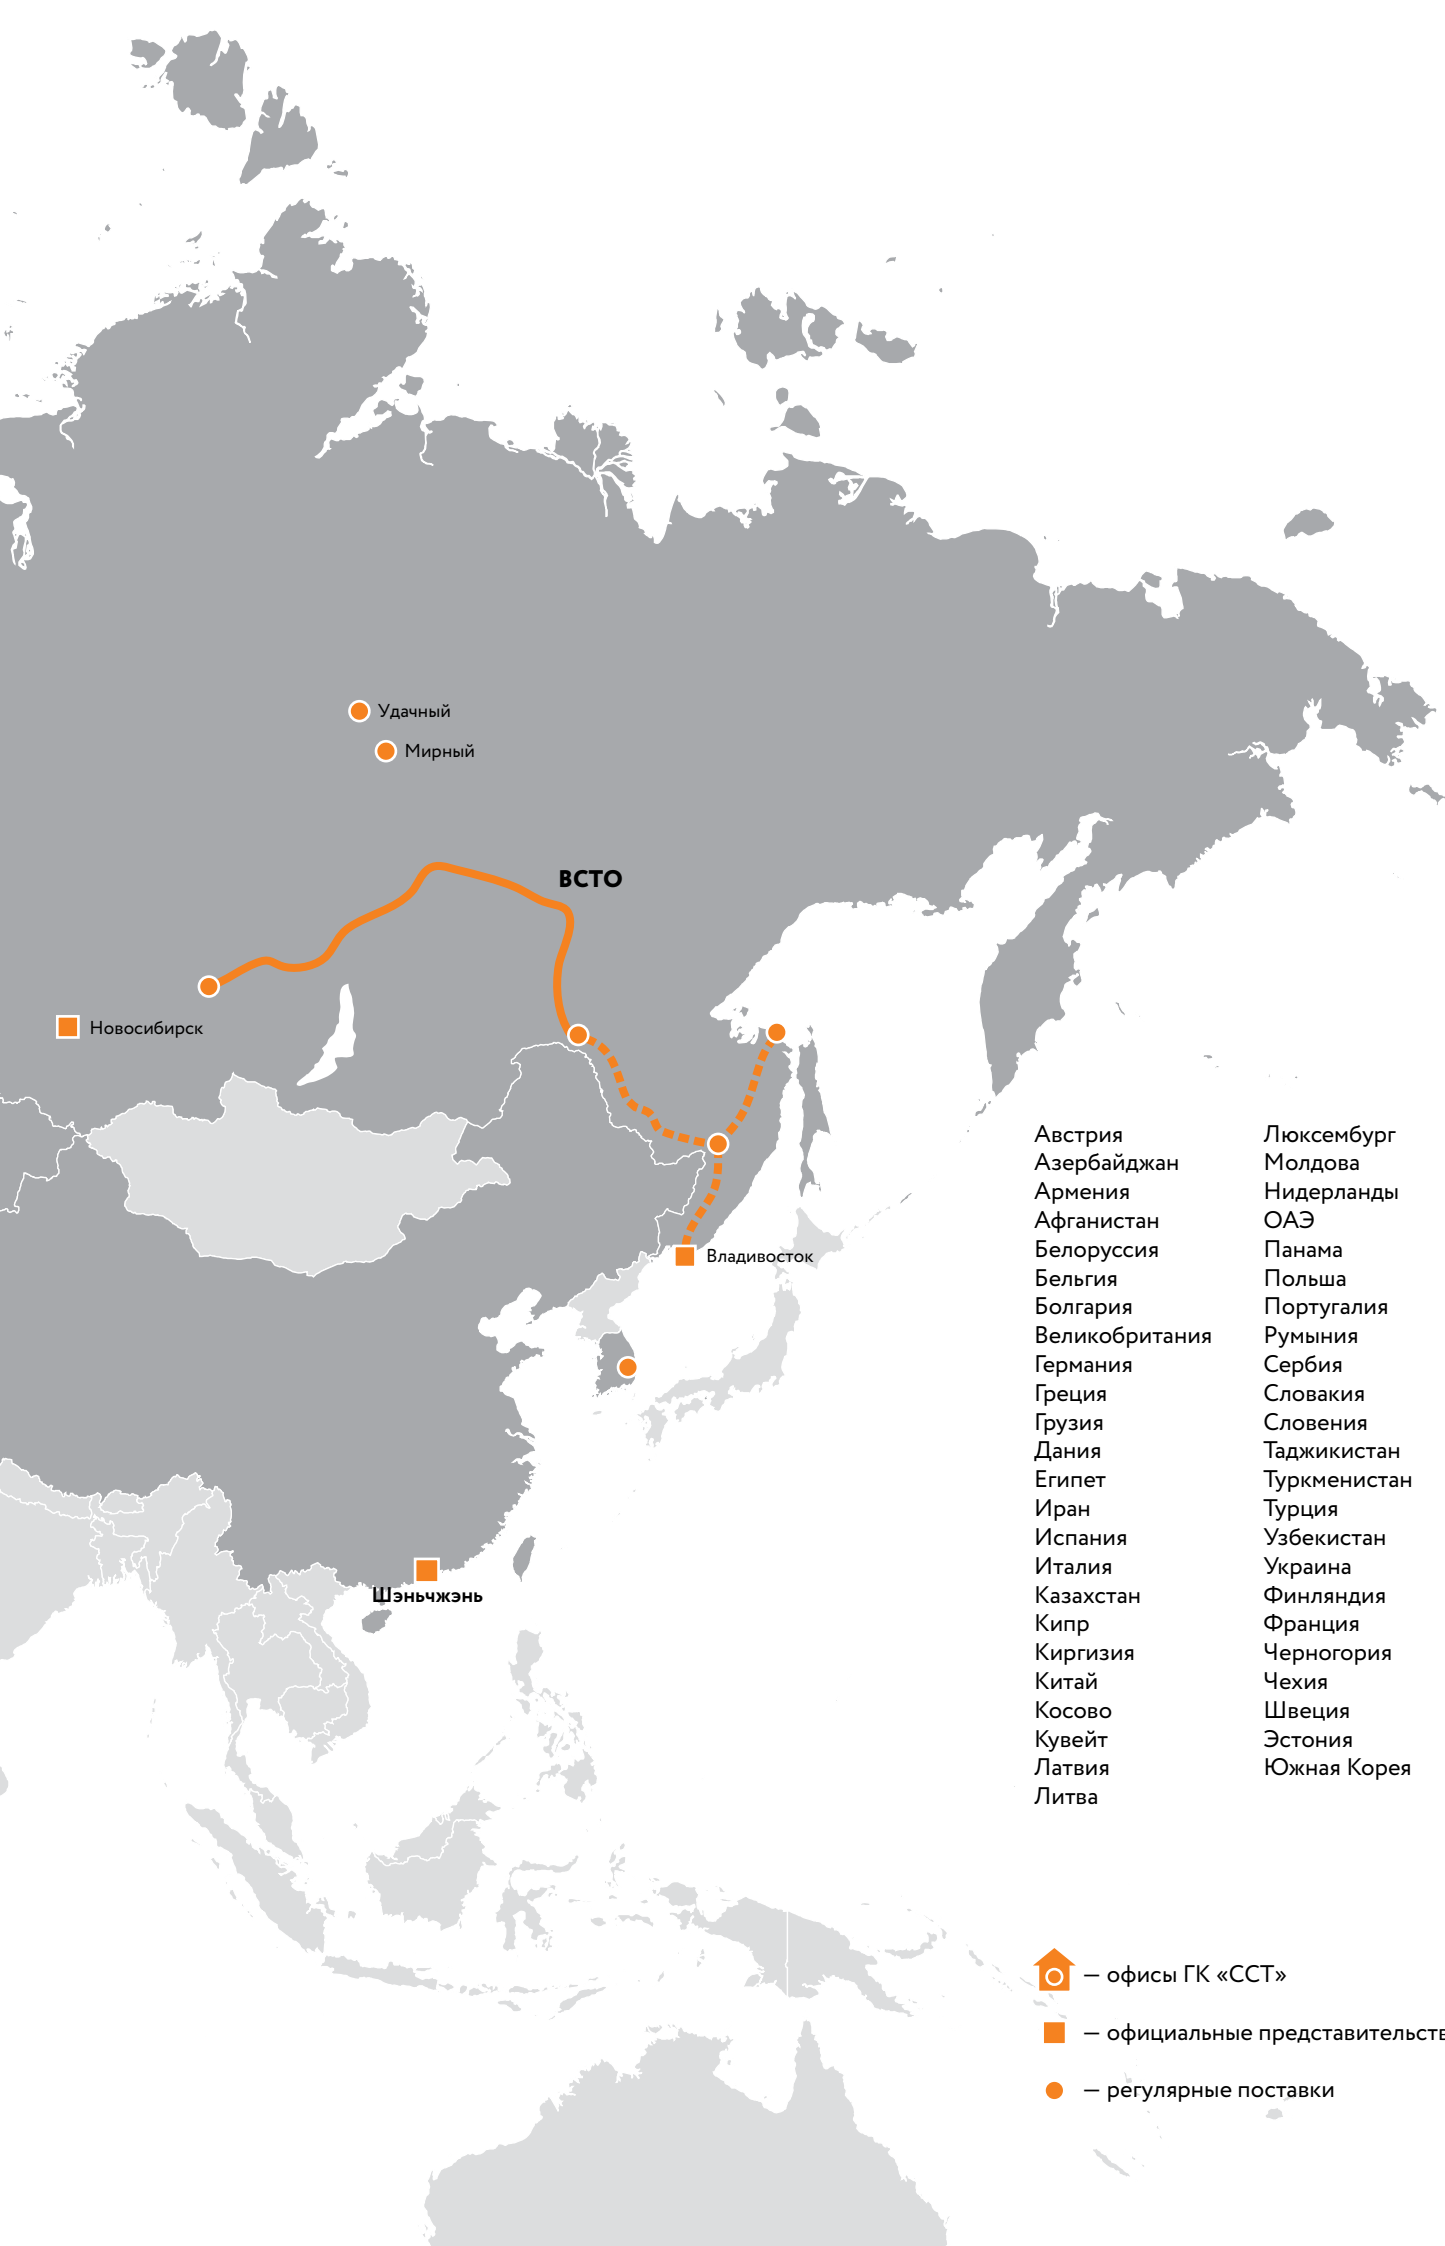 Удачный
Мирный
ВСТО
Новосибирск
Владивосток
Шэньчжэнь
Австрия
Азербайджан
Армения
Афганистан
Белоруссия
Бельгия
Болгария
Великобритания
Германия
Греция
Грузия
Дания
Египет
Иран
Испания
Италия
Казахстан
Кипр
Киргизия
Китай
Косово
Кувейт
Латвия
Литва
Люксембург
Молдова
Нидерланды
ОАЭ
Панама
Польша
Португалия
Румыния
Сербия
Словакия
Словения
Таджикистан
Туркменистан
Турция
Узбекистан
Украина
Финляндия
Франция
Черногория
Чехия
Швеция
Эстония
Южная Корея
— офисы ГК «ССТ»
— официальные представительств
— регулярные поставки